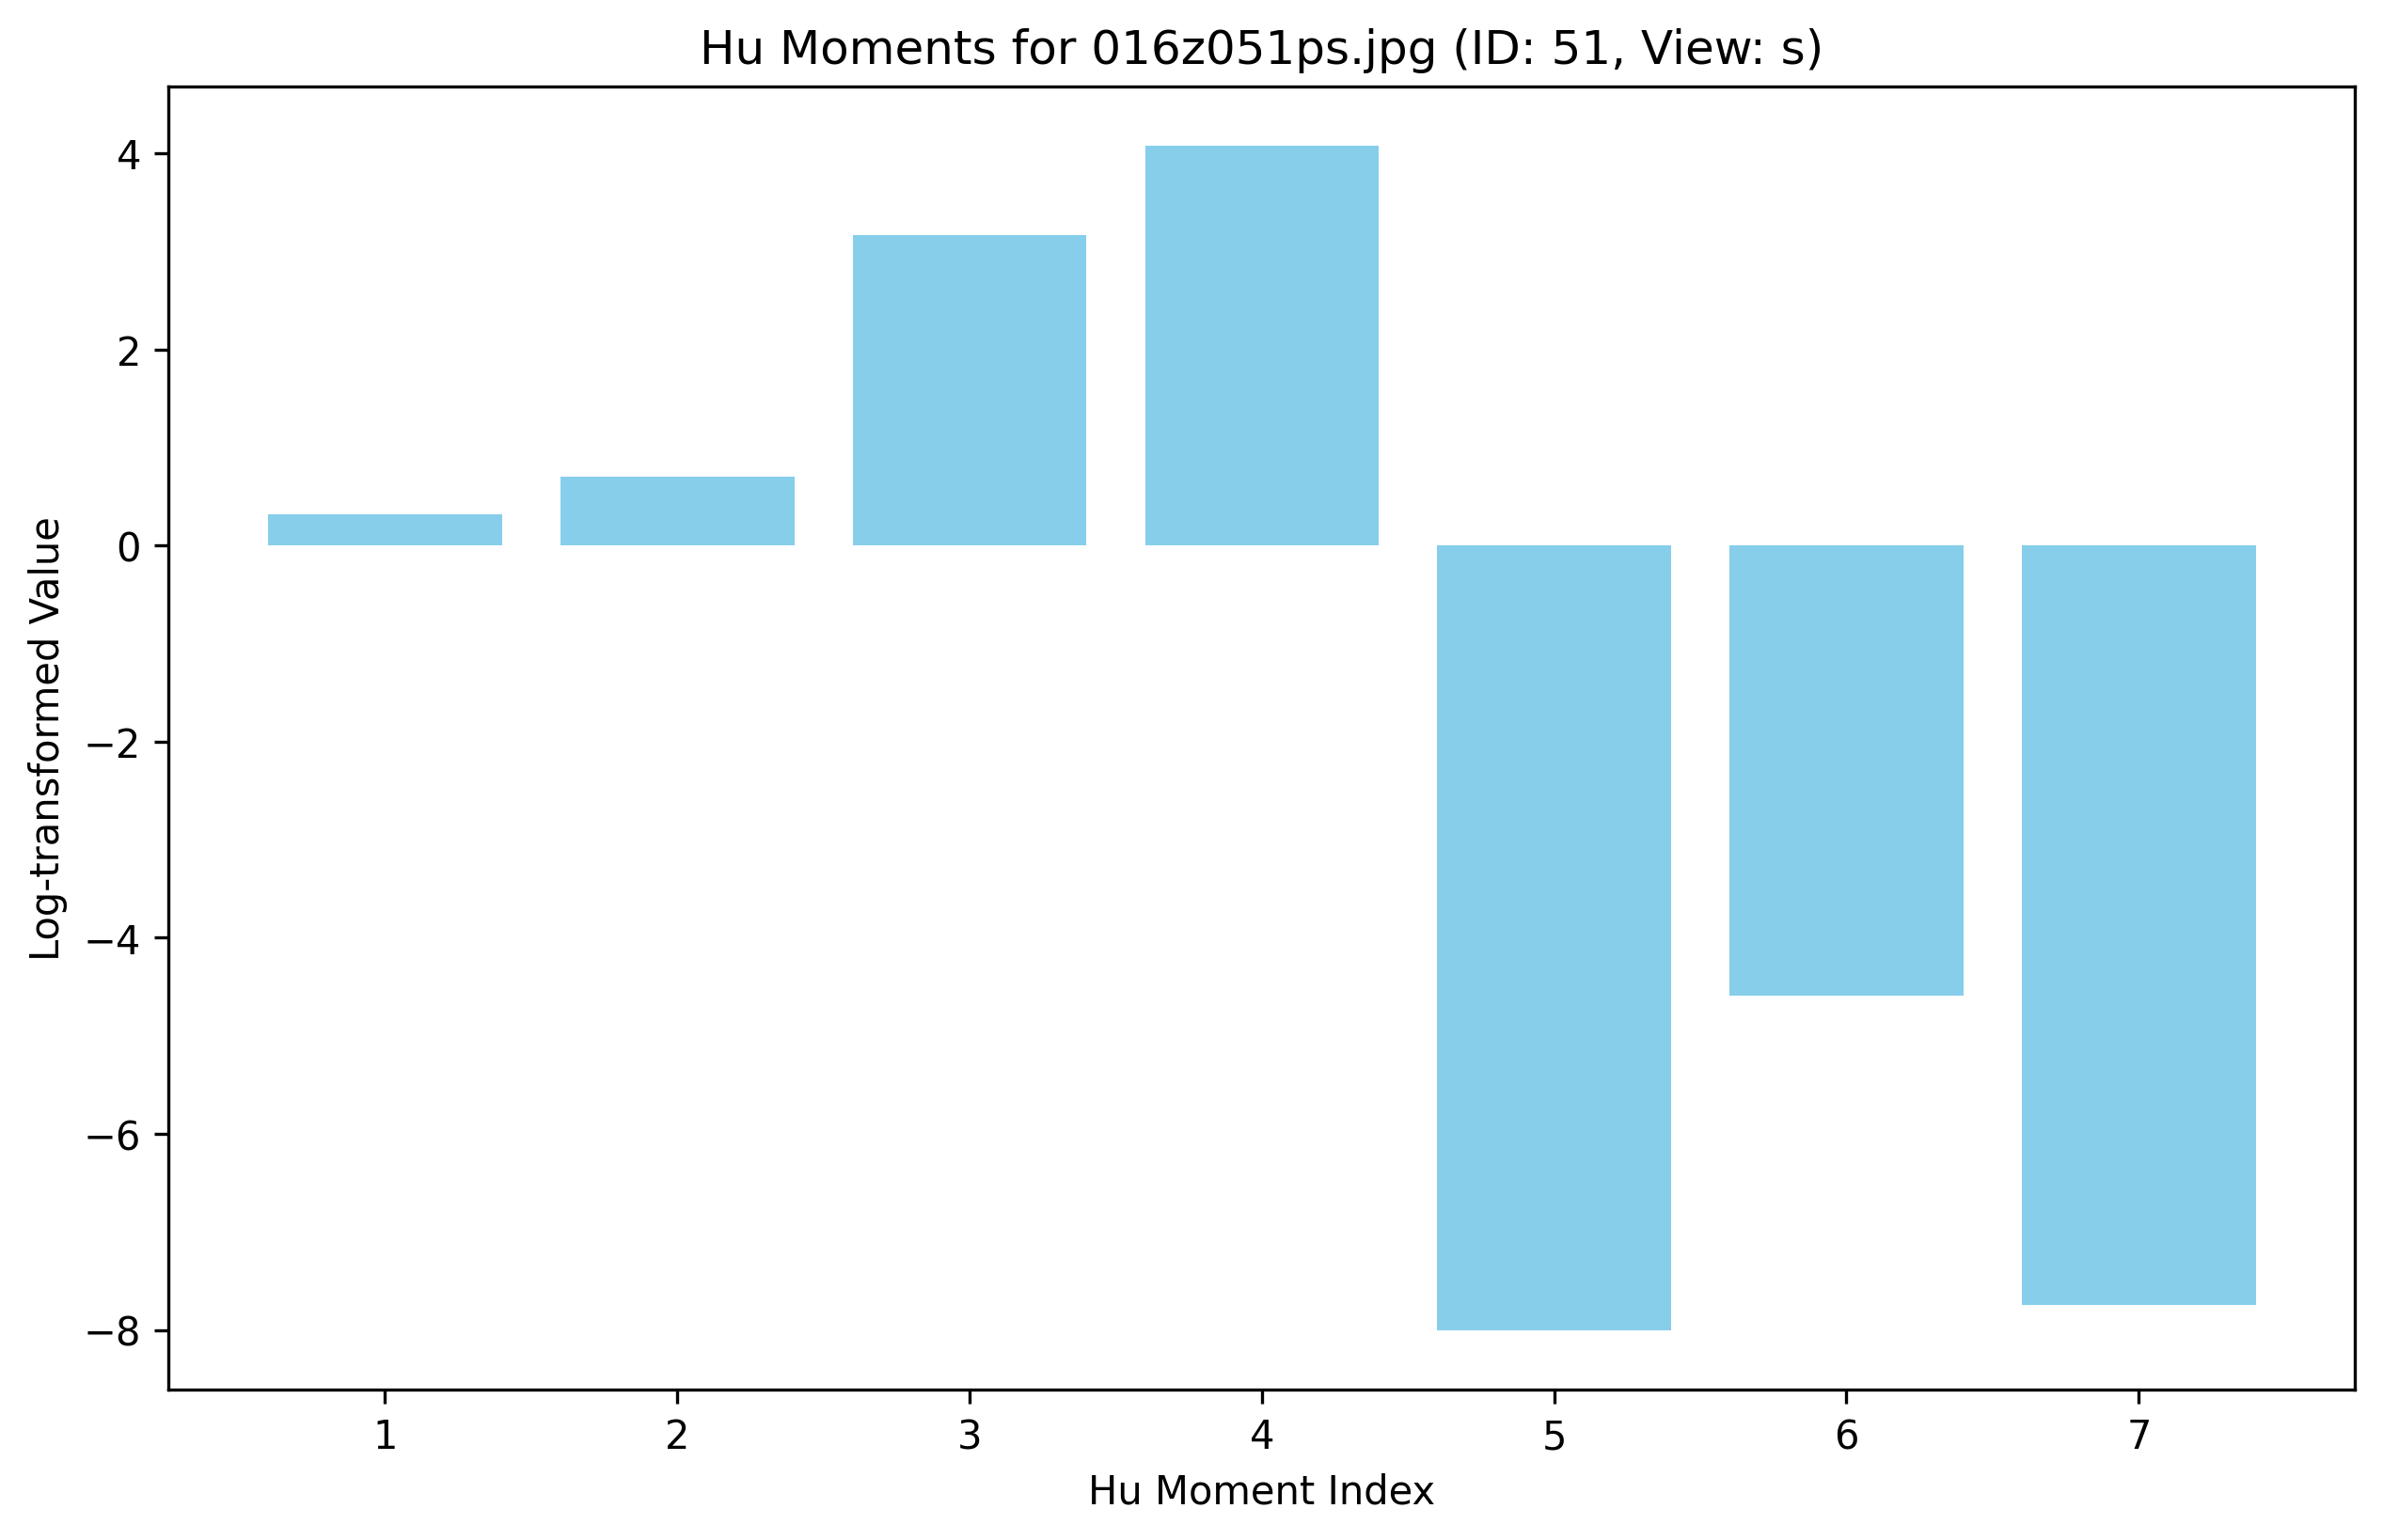 Hu Moments for 016z051ps.jpg (ID: 51, View: s)
4
2
0
−2
−4
−6
−8
Log-transformed Value
1 2 3 4 5 6 7
Hu Moment Index